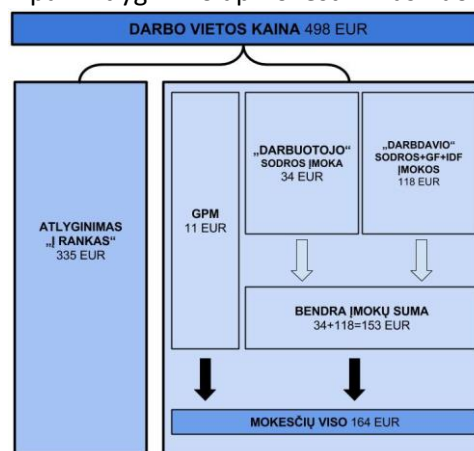 DARBO VIETOS KAINA 498 EUR
ATLYGINIMAS
„Į RANKAS“
335 EUR
GPM
11 EUR
„DARBUOTOJO“
SODROS ĮMOKA
34 EUR
„DARBDAVIO“
SODROS+GF+IDF
ĮMOKOS
118 EUR
BENDRA ĮMOKŲ SUMA
34+118=153 EUR
MOKESČIŲ VISO 164 EUR